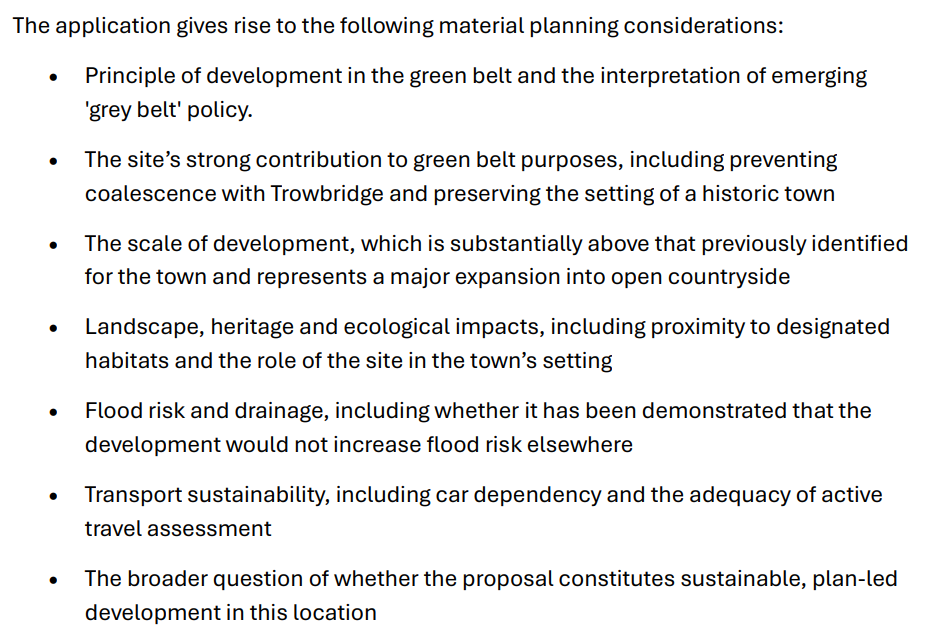 The application gives rise to the following material planning considerations:
• Principle of development in the green belt and the interpretation of emerging
'grey belt' policy.
• The site’s strong contribution to green belt purposes, including preventing
coalescence with Trowbridge and preserving the setting of a historic town
• The scale of development, which is substantially above that previously identified
for the town and represents a major expansion into open countryside
• Landscape, heritage and ecological impacts, including proximity to designated
habitats and the role of the site in the town’s setting
• Flood risk and drainage, including whether it has been demonstrated that the
development would not increase flood risk elsewhere
• Transport sustainability, including car dependency and the adequacy of active
travel assessment
• The broader question of whether the proposal constitutes sustainable, plan-led
development in this location